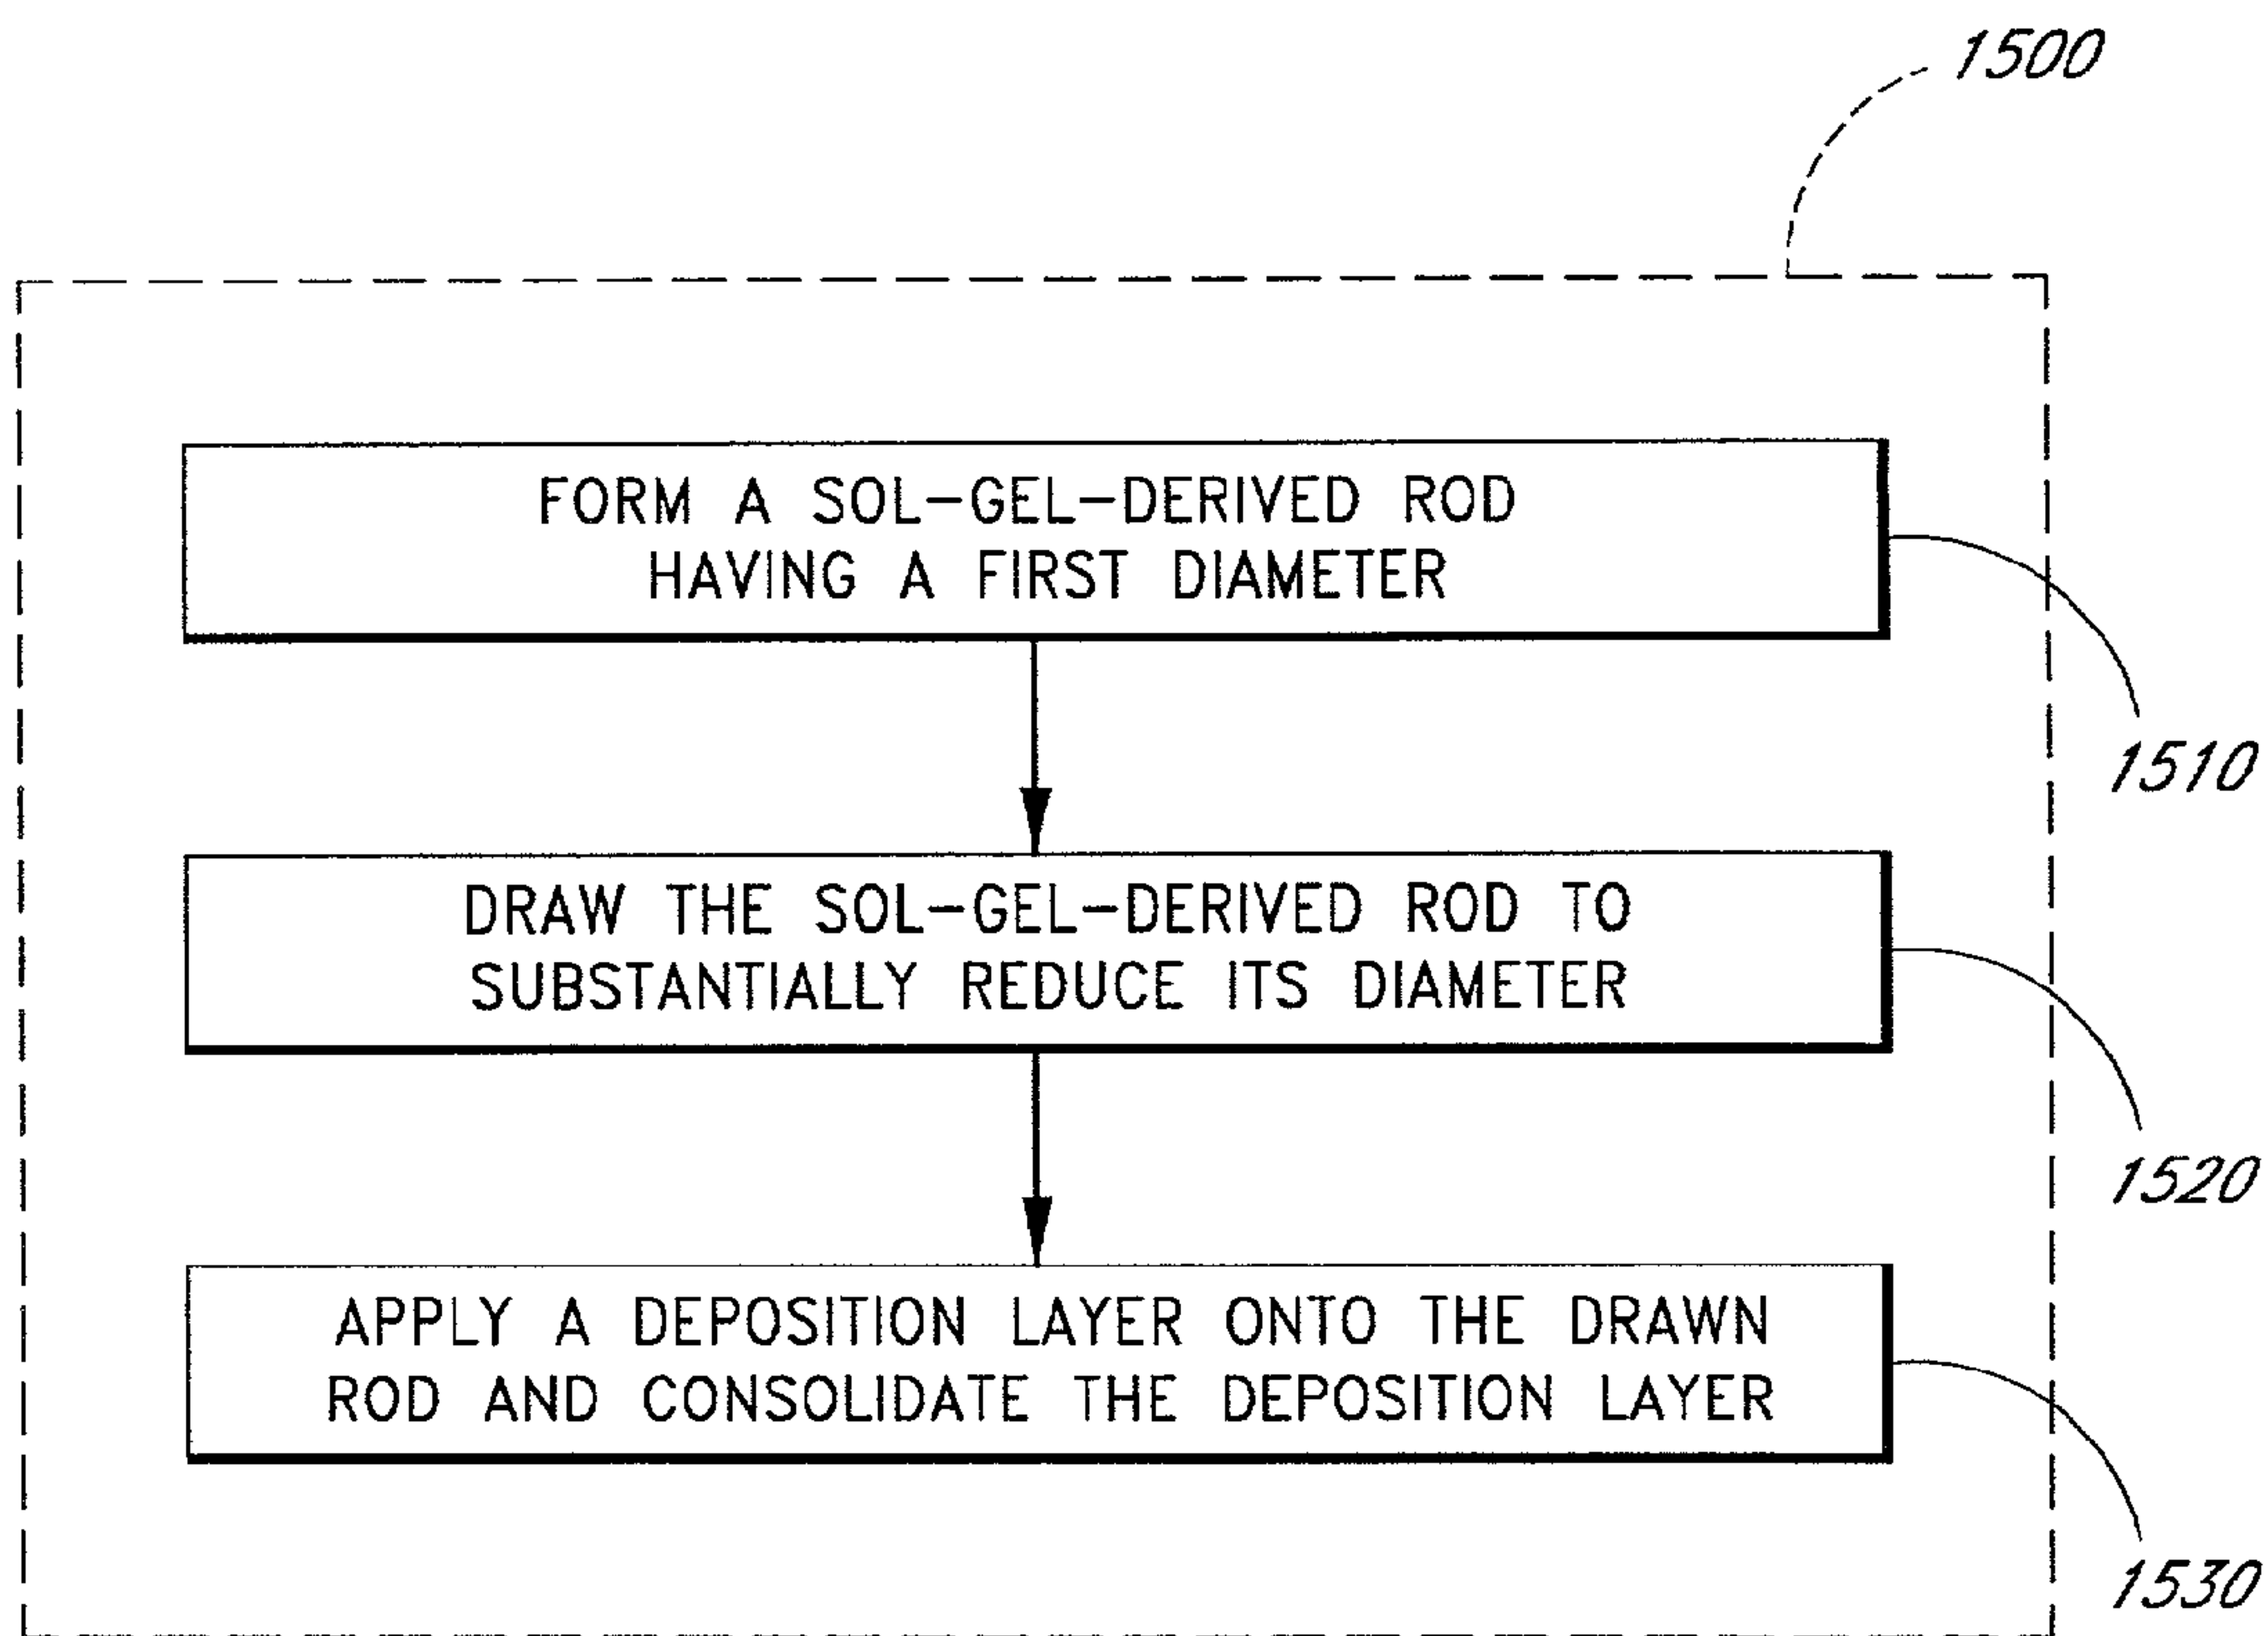 1500
FORM A SOL-GEL-DERIVED ROD
HAVING A FIRST DIAMETER
1510
DRAW THE SOL-GEL-DERIVED ROD TO
SUBSTANTIALLY REDUCE ITS DIAMETER
1520
APPLY A DEPOSITION LAYER ONTO THE DRAWN
ROD AND CONSOLIDATE THE DEPOSITION LAYER
1530